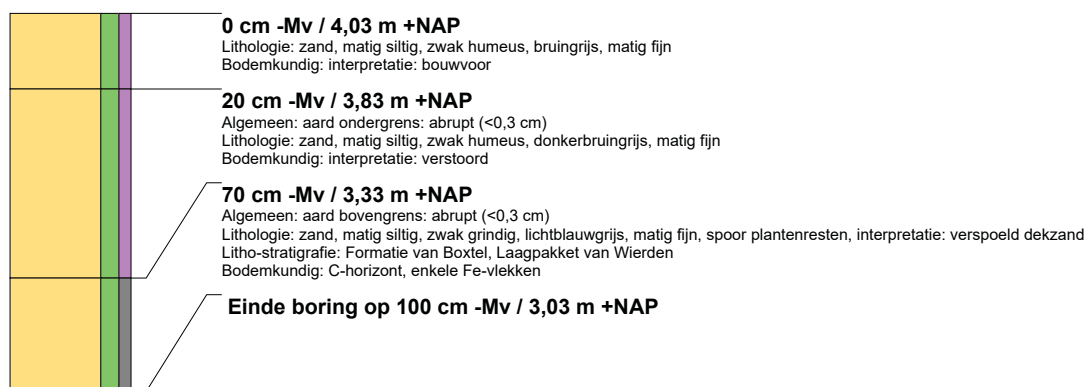 0 cm -Mv / 4,03 m +NAP
Lithologie: zand, matig siltig, zwak humeus, bruingrijs, matig fijn
Bodemkundig: interpretatie: bouwvoor
20 cm -Mv / 3,83 m +NAP
Algemeen: aard ondergrens: abrupt (<0,3 cm)
Lithologie: zand, matig siltig, zwak humeus, donkerbruingrijs, matig fijn
Bodemkundig: interpretatie: verstoord
70 cm -Mv / 3,33 m +NAP
Algemeen: aard bovengrens: abrupt (<0,3 cm)
Lithologie: zand, matig siltig, zwak grindig, lichtblauwgrijs, matig fijn, spoor plantenresten, interpretatie: verspoeld dekzand
Litho-stratigrafie: Formatie van Boxtel, Laagpakket van Wierden
Bodemkundig: C-horizont, enkele Fe-vlekken
Einde boring op 100 cm -Mv / 3,03 m +NAP